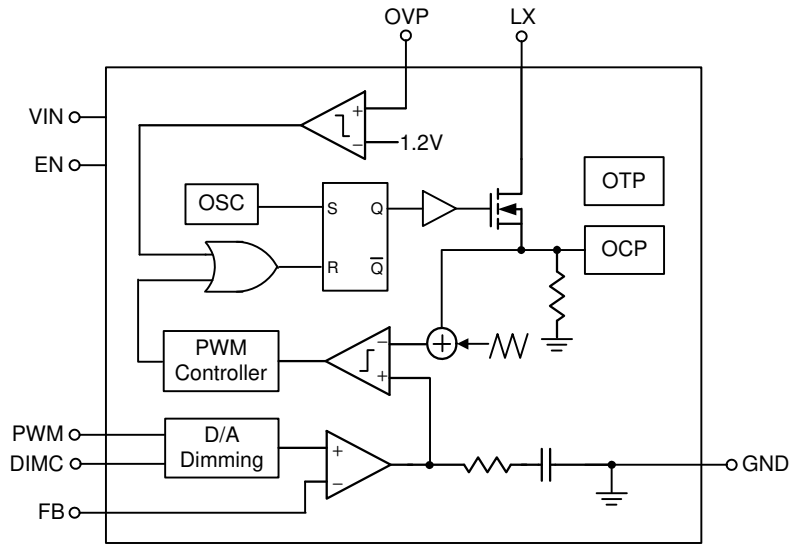 OVP
LX
VIN
+
−
1.2V
EN
OTP
OSC
S
Q
R
Q̅
OCP
PWM
Controller
−
+
+
PWM
DIMC
D/A
Dimming
+
−
GND
FB